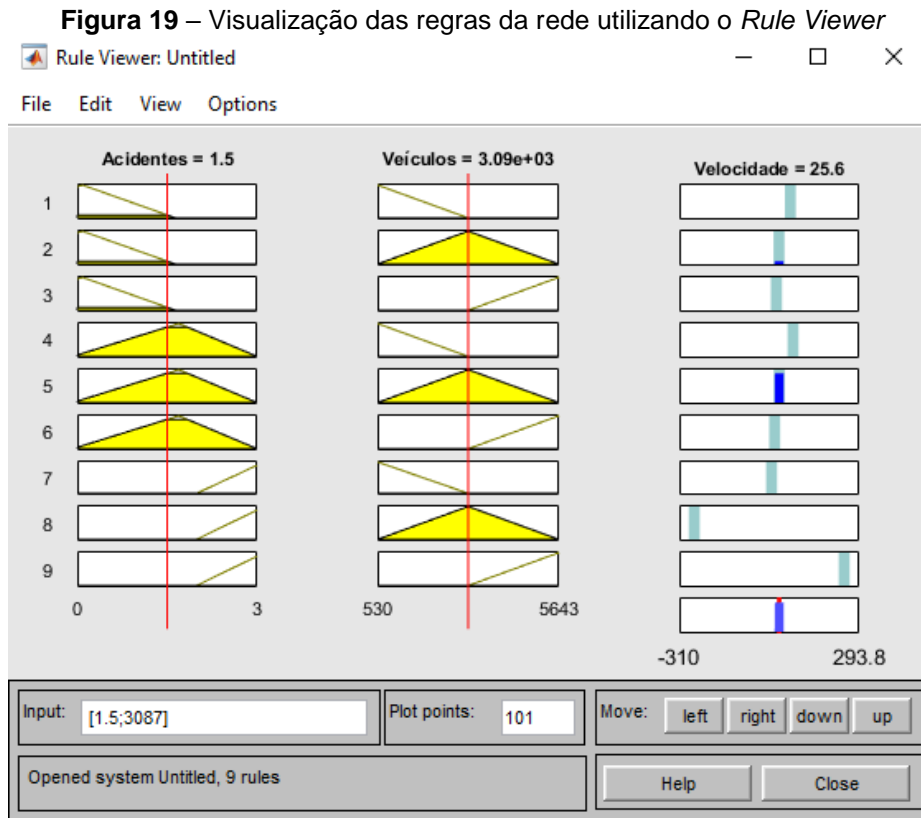 Figura 19 – Visualização das regras da rede utilizando o Rule Viewer
Rule Viewer: Untitled
File Edit View Options
Acidentes = 1.5
Veículos = 3.09e+03
Velocidade = 25.6
1
2
3
4
5
6
7
8
9
0 3
530 5643
-310 293.8
Input: [1.5;3087]
Plot points: 101
Move: left right down up
Opened system Untitled, 9 rules
Help Close